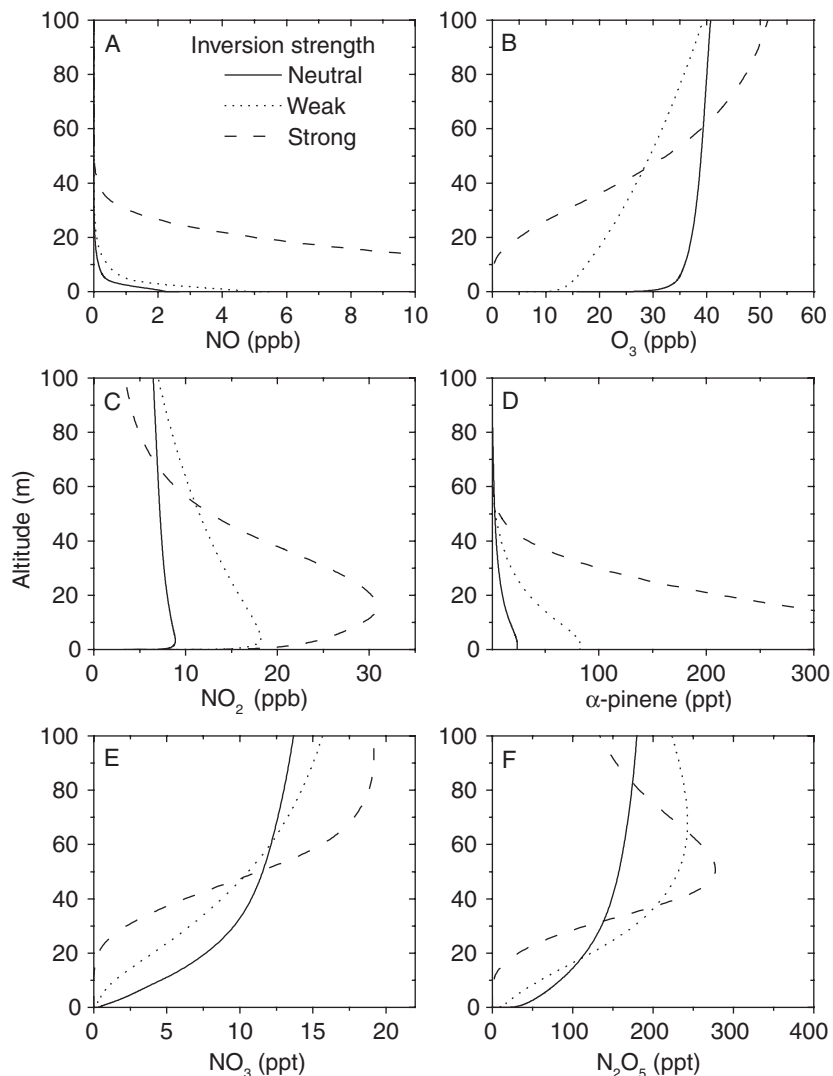 A
Inversion strength
Neutral
Weak
Strong
100
80
60
40
20
0
0 2 4 6 8 10
NO (ppb)
B
100
80
60
40
20
0
0 10 20 30 40 50 60
O3 (ppb)
C
100
80
60
40
20
0
0 10 20 30
NO2 (ppb)
Altitude (m)
D
100
80
60
40
20
0
100 200 300
α-pinene (ppt)
E
100
80
60
40
20
0
0 5 10 15 20
NO3 (ppt)
F
100
80
60
40
20
0
0 100 200 300 400
N2O5 (ppt)